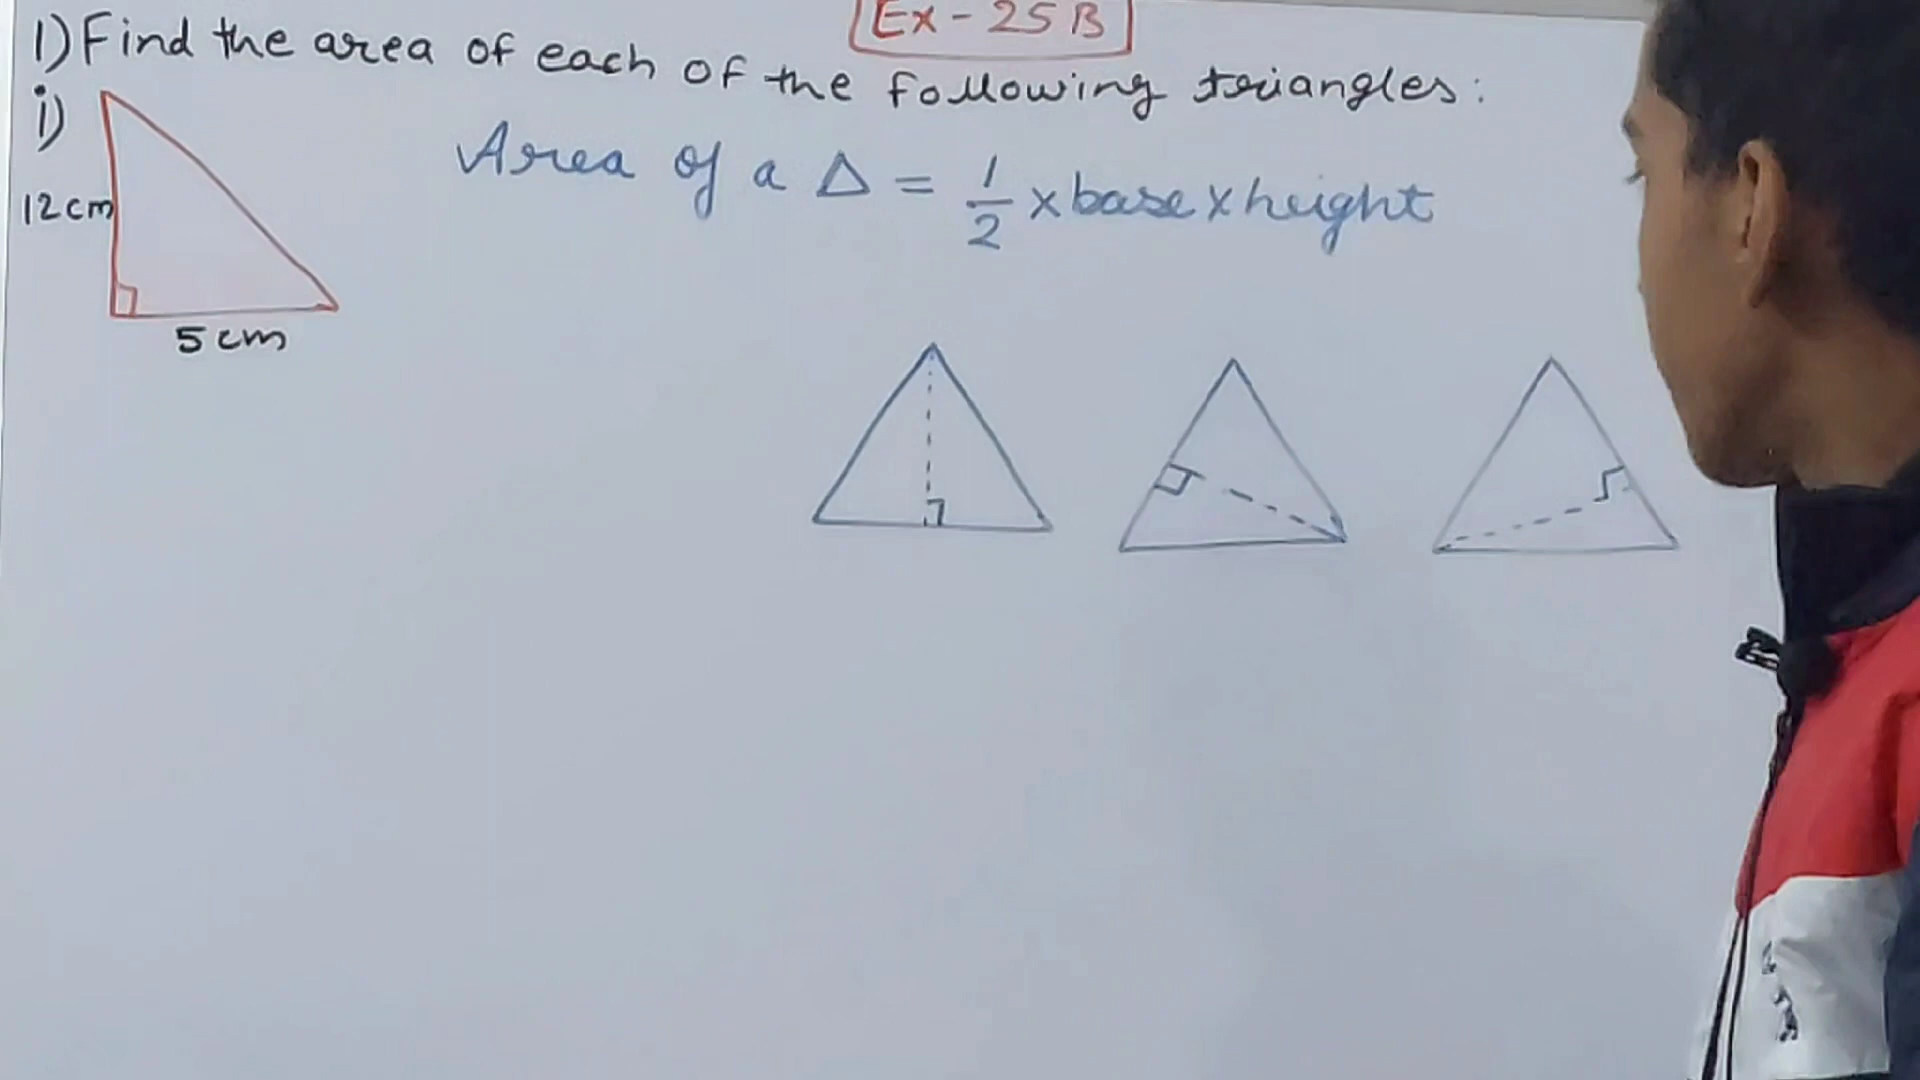 Ex - 25 B
1) Find the area of each of the following triangles:
i)
12 cm
5 cm
Area of a Δ = 1/2 × base × height